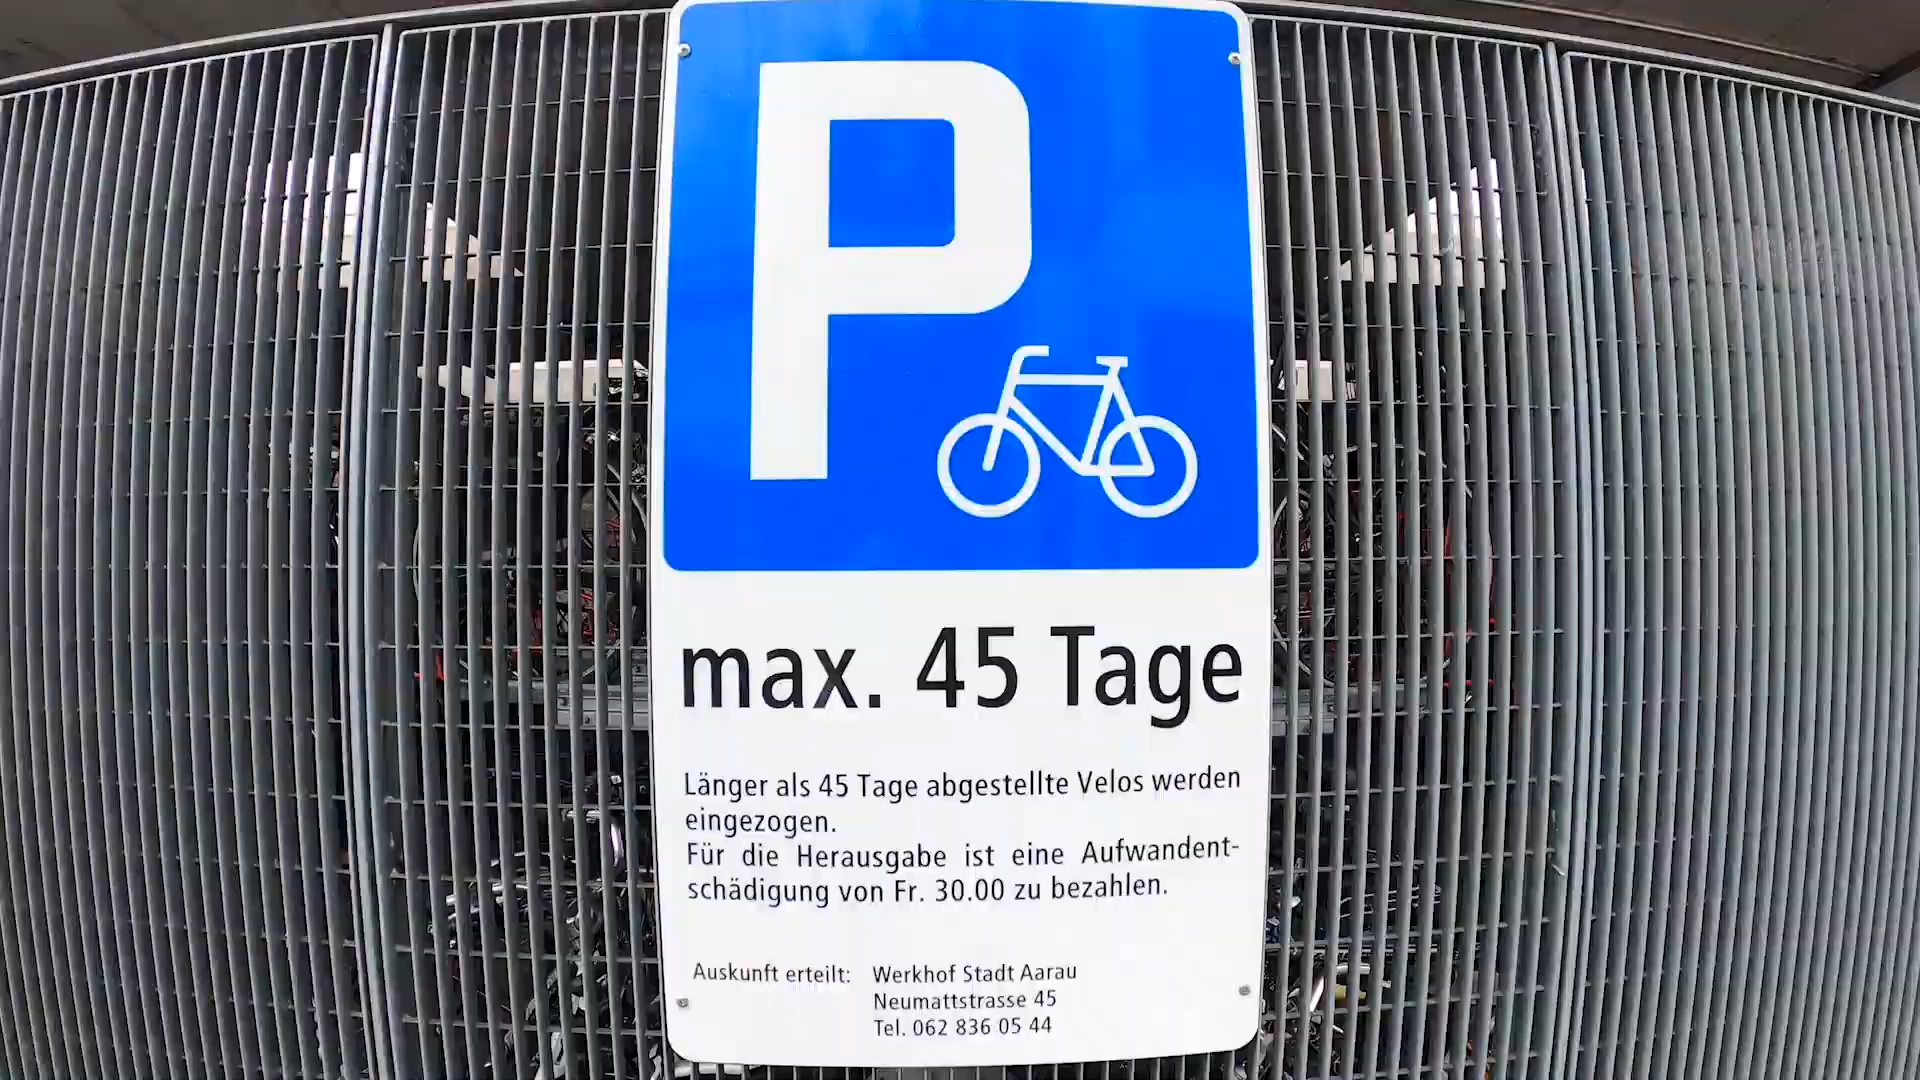 P
max. 45 Tage
Länger als 45 Tage abgestellte Velos werden
eingezogen.
Für die Herausgabe ist eine Aufwandent-
schädigung von Fr. 30.00 zu bezahlen.
Auskunft erteilt: Werkhof Stadt Aarau
Neumattstrasse 45
Tel. 062 836 05 44